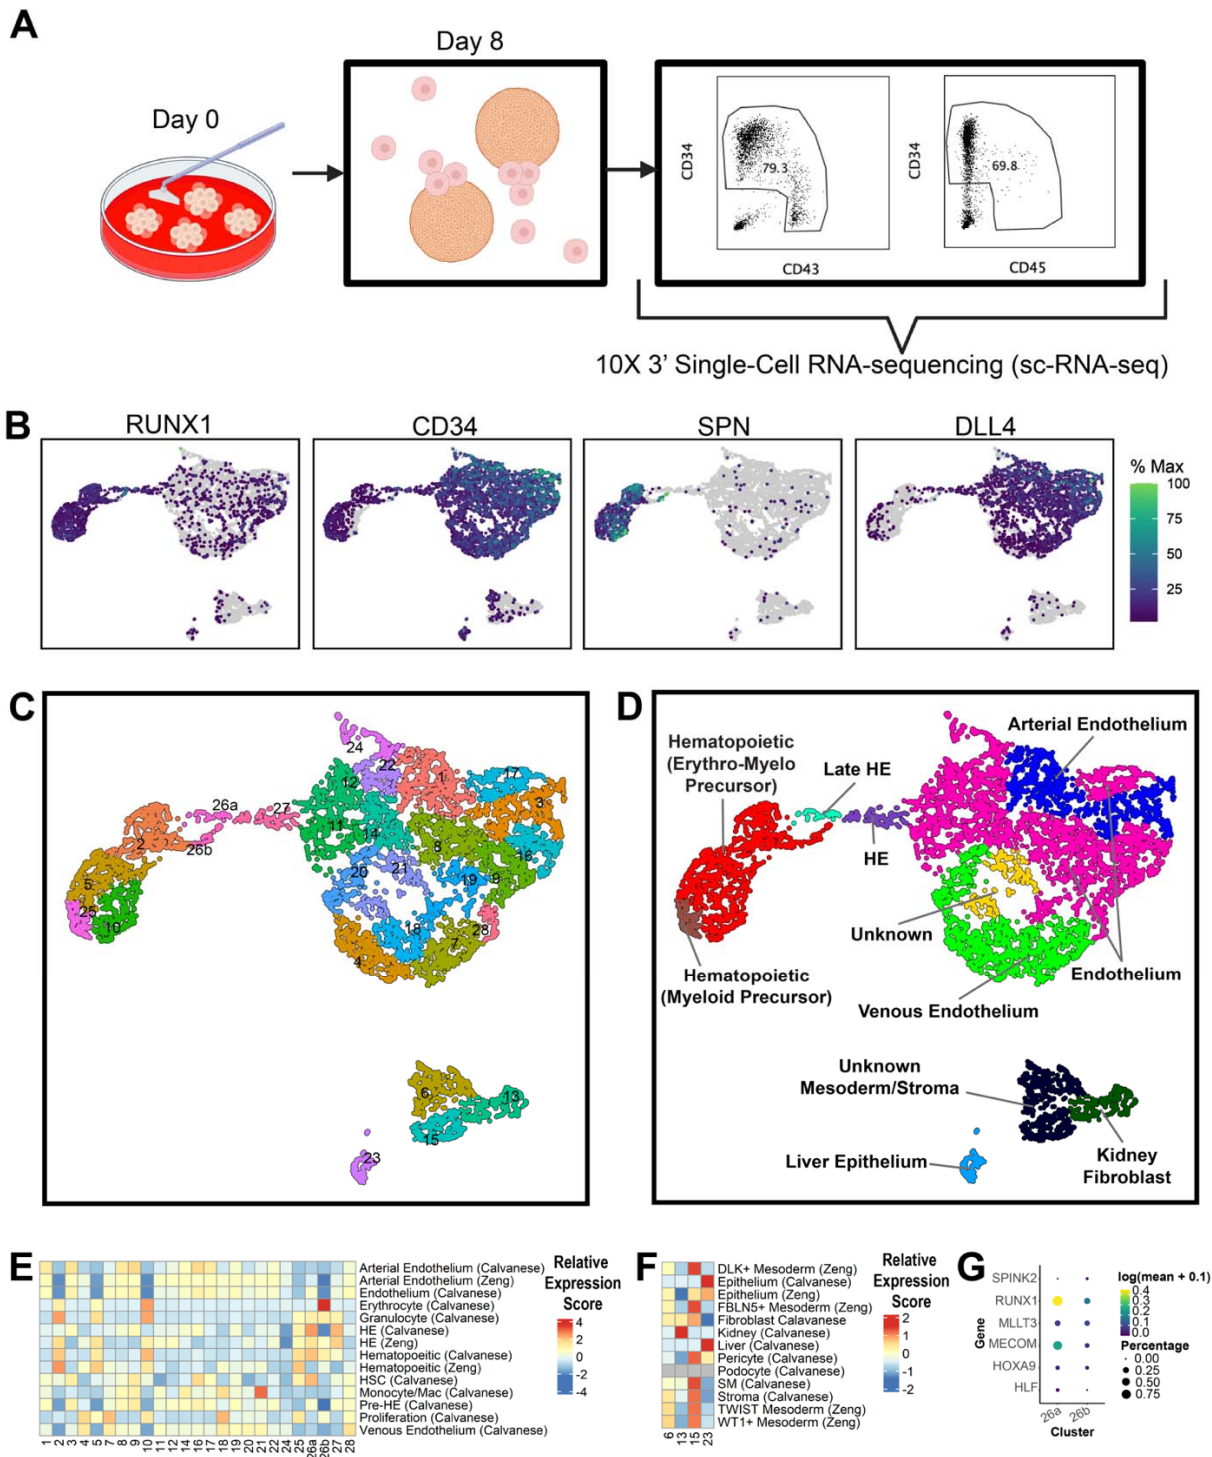 A
Day 0
Day 8
CD34
79.3
CD43
CD34
69.8
CD45
10X 3' Single-Cell RNA-sequencing (sc-RNA-seq)
B
RUNX1
CD34
SPN
DLL4
% Max
100
75
50
25
C
24
22
12
1
17
3
26a
27
11
14
2
26b
8
16
20
21
5
19
9
25
10
18
28
7
4
6
13
15
23
D
Hematopoietic
(Erythro-Myelo
Precursor)
Late HE
Arterial Endothelium
HE
Unknown
Hematopoietic
(Myeloid Precursor)
Endothelium
Venous Endothelium
Unknown
Mesoderm/Stroma
Liver Epithelium
Kidney
Fibroblast
E
Arterial Endothelium (Calvanese)
Arterial Endothelium (Zeng)
Endothelium (Calvanese)
Erythrocyte (Calvanese)
Granulocyte (Calvanese)
HE (Calvanese)
HE (Zeng)
Hematopoeitic (Calvanese)
Hematopoeitic (Zeng)
HSC (Calvanese)
Monocyte/Mac (Calvanese)
Pre-HE (Calvanese)
Proliferation (Calvanese)
Venous Endothelium (Calvanese)
1 2 3 4 5 7 8 9 10 11 12 14 16 17 18 19 20 21 22 24 25 26a 26b 27 28
Relative
Expression
Score
4
2
0
-2
-4
F
DLK+ Mesoderm (Zeng)
Epithelium (Calvanese)
Epithelium (Zeng)
FBLN5+ Mesoderm (Zeng)
Fibroblast Calavanese
Kidney (Calvanese)
Liver (Calvanese)
Pericyte (Calvanese)
Podocyte (Calvanese)
SM (Calvanese)
Stroma (Calvanese)
TWIST Mesoderm (Zeng)
WT1+ Mesoderm (Zeng)
6 13 15 23
Relative
Expression
Score
2
1
0
-1
-2
G
Gene
SPINK2
RUNX1
MLLT3
MECOM
HOXA9
HLF
26a 26b
Cluster
log(mean + 0.1)
0.4
0.3
0.2
0.1
0.0
Percentage
0.00
0.25
0.50
0.75